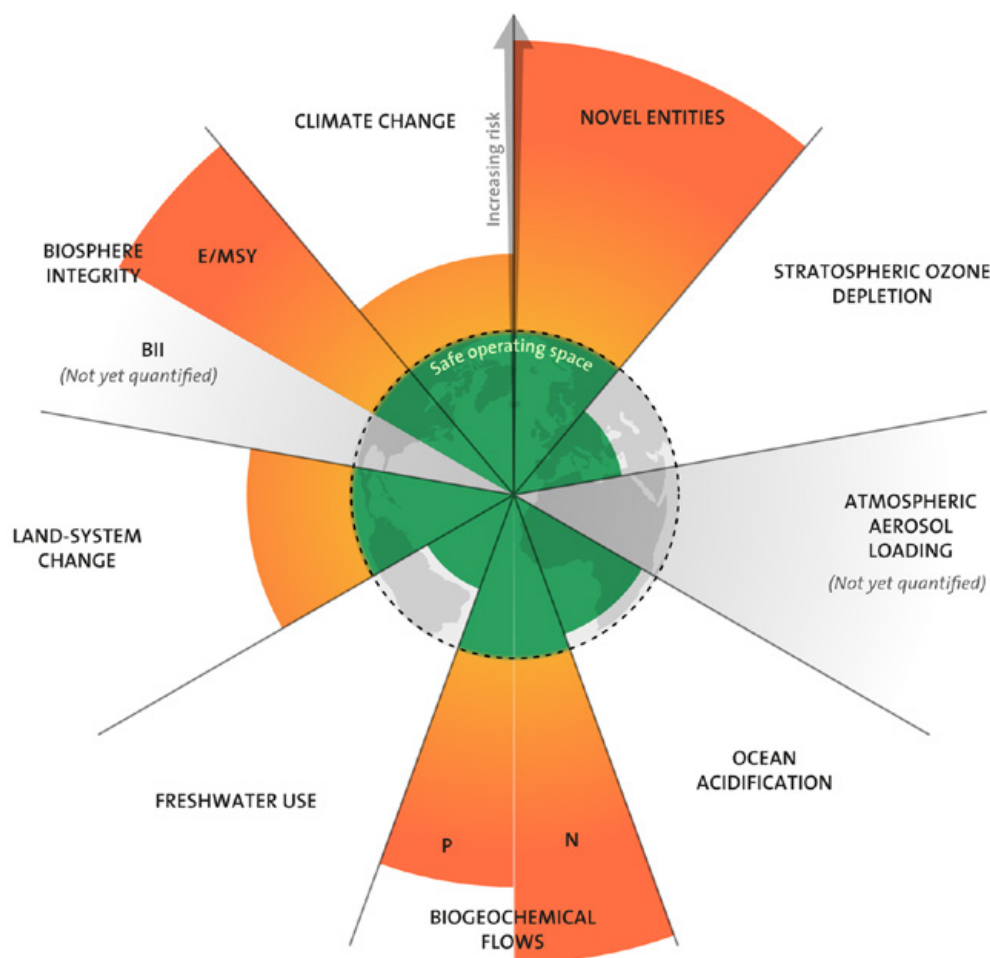 CLIMATE CHANGE
NOVEL ENTITIES
Increasing risk
BIOSPHERE
INTEGRITY
E/MSY
STRATOSPHERIC OZONE
DEPLETION
BII
(Not yet quantified)
Safe operating space
LAND-SYSTEM
CHANGE
ATMOSPHERIC
AEROSOL
LOADING
(Not yet quantified)
FRESHWATER USE
OCEAN
ACIDIFICATION
P
N
BIOGEOCHEMICAL
FLOWS